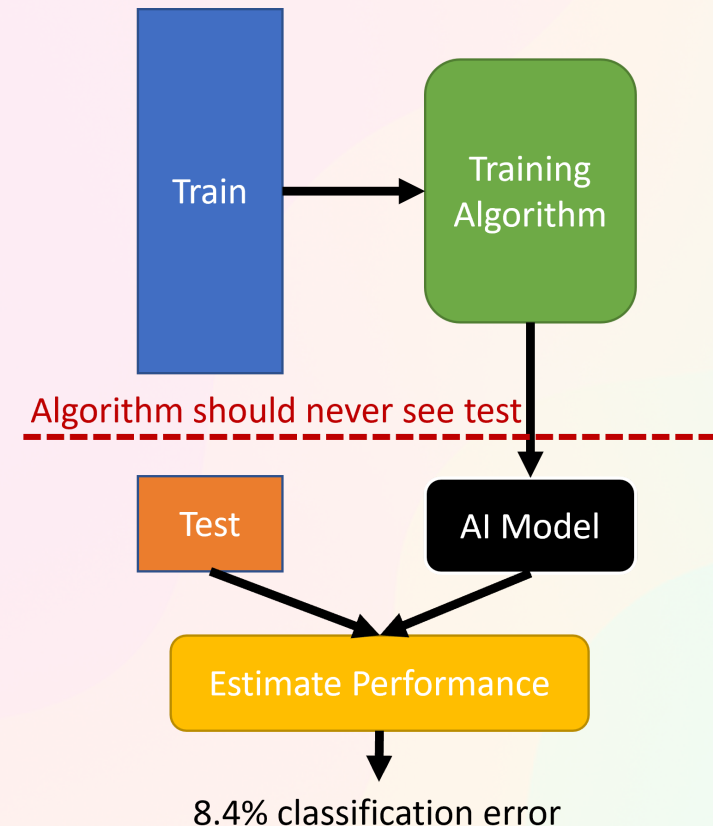 Train
Training
Algorithm
Algorithm should never see test
Test
AI Model
Estimate Performance
8.4% classification error